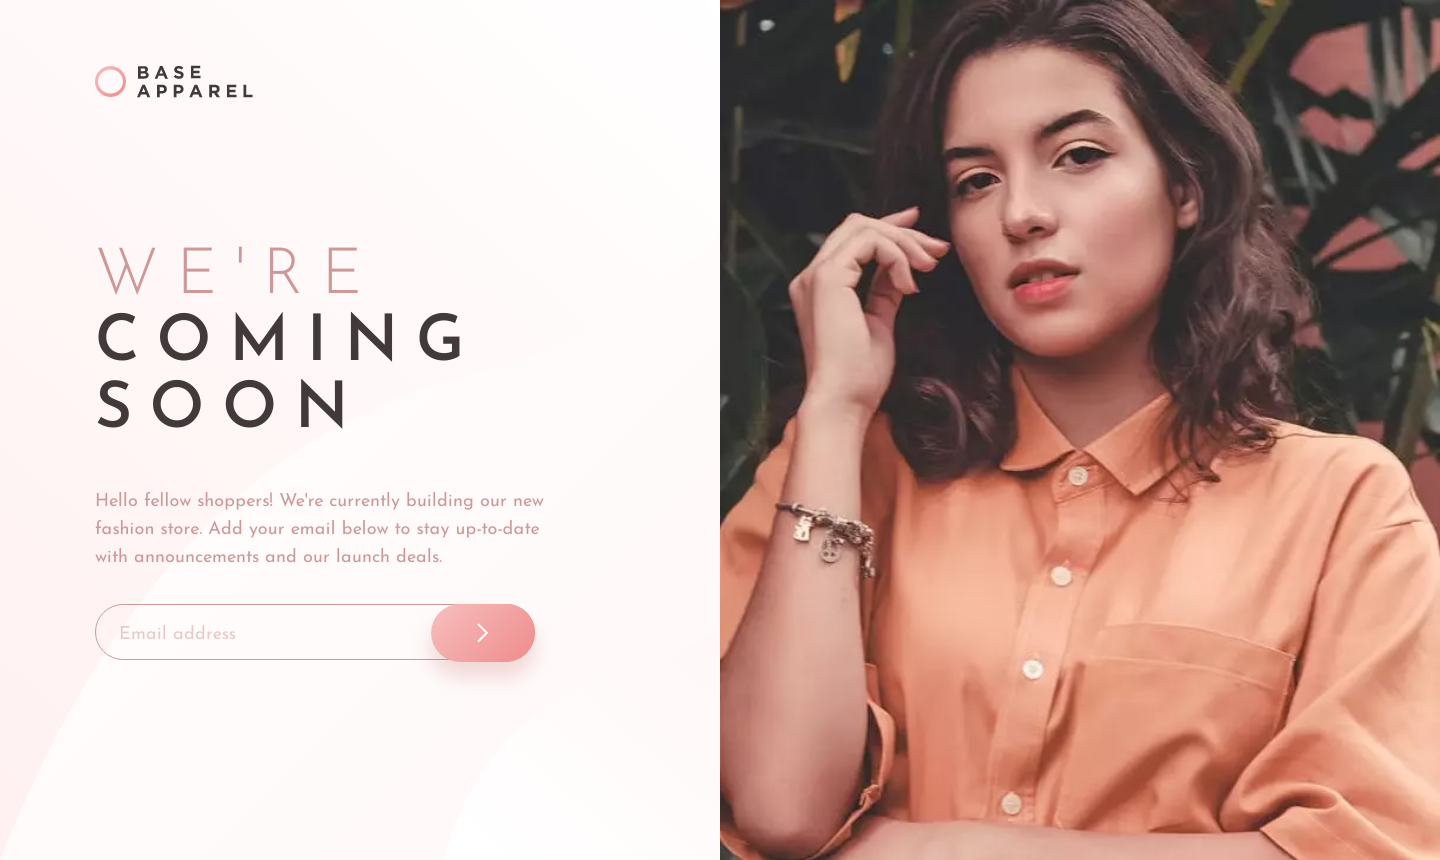 BASE
APPAREL
WE'RE
COMING
SOON
Hello fellow shoppers! We're currently building our new
fashion store. Add your email below to stay up-to-date
with announcements and our launch deals.
Email address